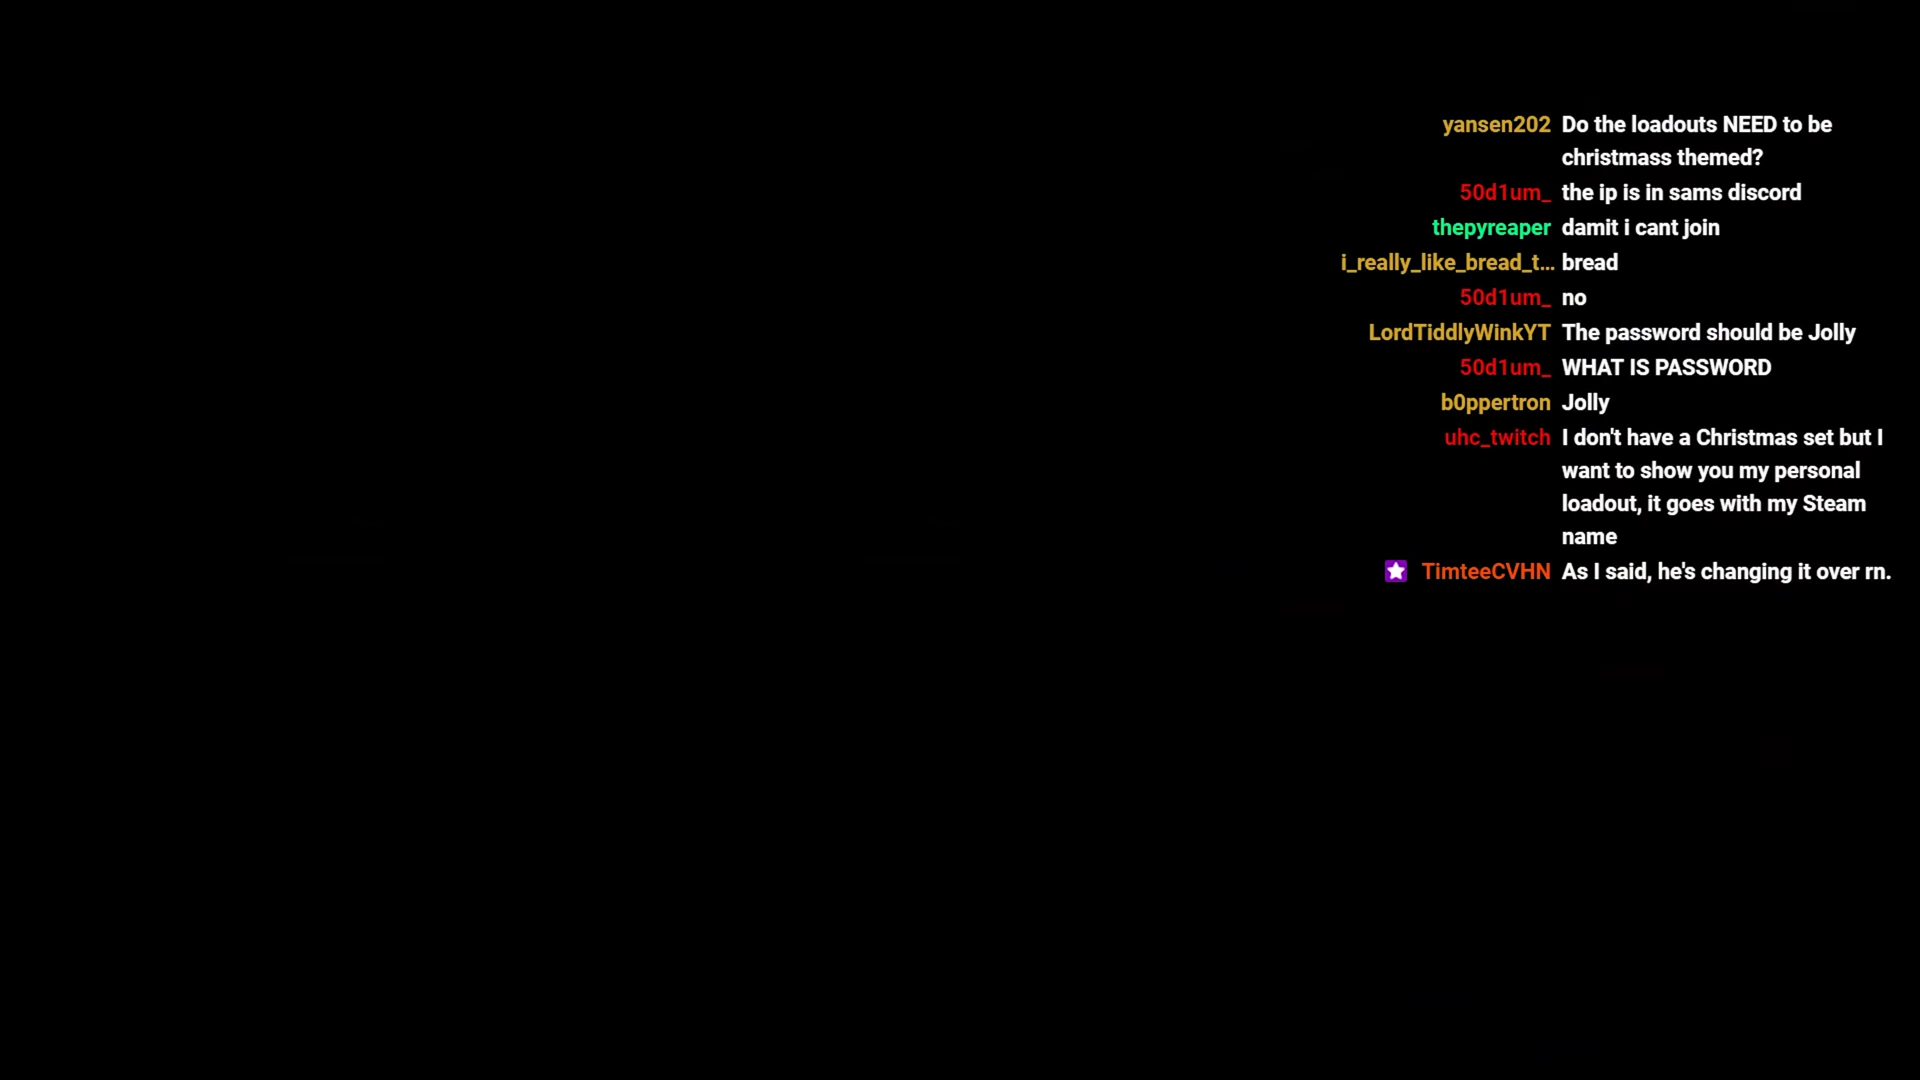 yansen202 Do the loadouts NEED to be
christmass themed?
50d1um_ the ip is in sams discord
thepyreaper damit i cant join
i_really_like_bread_t... bread
50d1um_ no
LordTiddlyWinkYT The password should be Jolly
50d1um_ WHAT IS PASSWORD
b0ppertron Jolly
uhc_twitch I don't have a Christmas set but I
want to show you my personal
loadout, it goes with my Steam
name
TimteeCVHN As I said, he's changing it over rn.